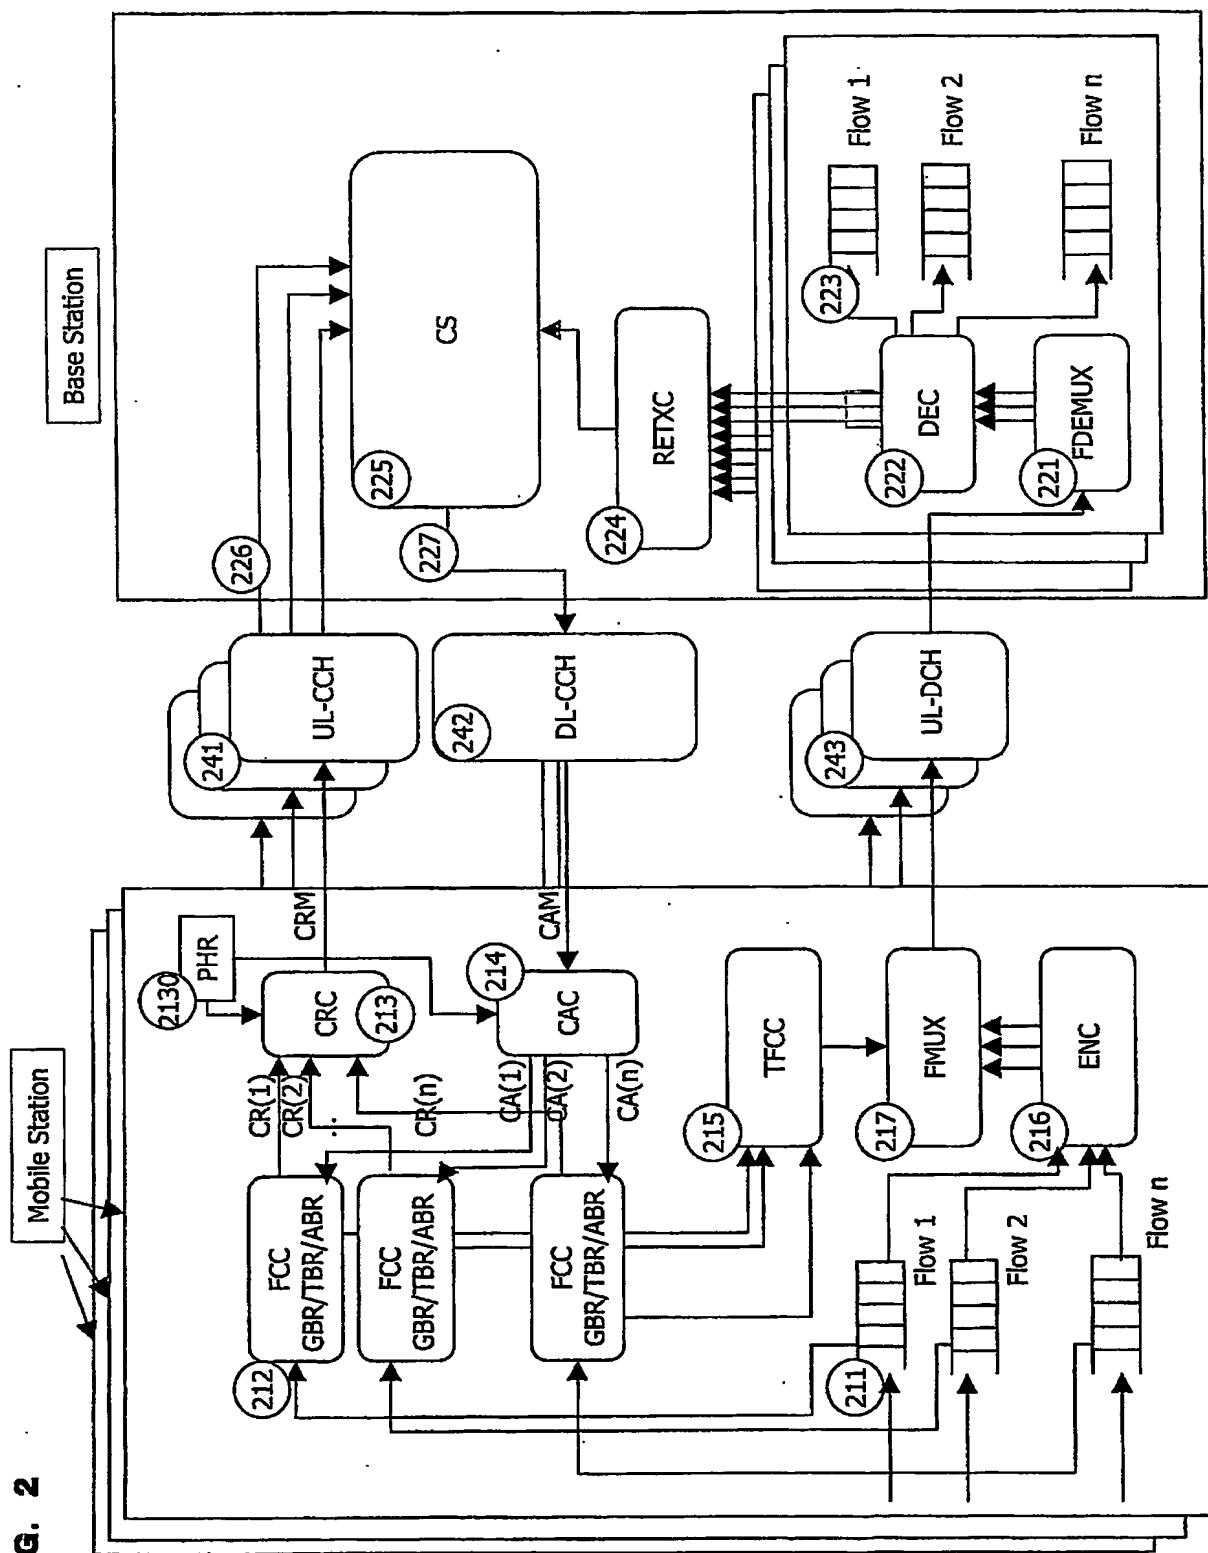 G. 2
Mobile Station
Base Station
2130
PHR
CRC
213
CRM
CR(1)
CR(2)
...
CR(n)
214
CAC
CAM
CA(1)
CA(2)
CA(n)
FCC
GBR/TBR/ABR
212
FCC
GBR/TBR/ABR
FCC
GBR/TBR/ABR
215
TFCC
217
FMUX
216
ENC
211
Flow 1
Flow 2
Flow n
241
UL-CCH
242
DL-CCH
243
UL-DCH
226
225
CS
227
224
RETXC
222
DEC
221
FDEMUX
223
Flow 1
Flow 2
Flow n